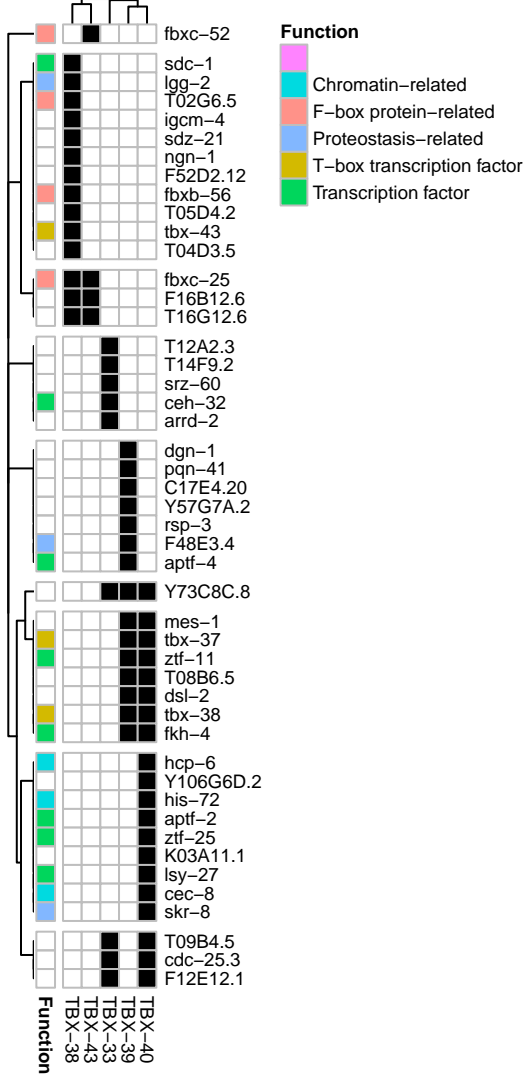 fbxc−52
sdc−1
lgg−2
T02G6.5
igcm−4
sdz−21
ngn−1
F52D2.12
fbxb−56
T05D4.2
tbx−43
T04D3.5
fbxc−25
F16B12.6
T16G12.6
T12A2.3
T14F9.2
srz−60
ceh−32
arrd−2
dgn−1
pqn−41
C17E4.20
Y57G7A.2
rsp−3
F48E3.4
aptf−4
Y73C8C.8
mes−1
tbx−37
ztf−11
T08B6.5
dsl−2
tbx−38
fkh−4
hcp−6
Y106G6D.2
his−72
aptf−2
ztf−25
K03A11.1
lsy−27
cec−8
skr−8
T09B4.5
cdc−25.3
F12E12.1
Function
TBX−38
TBX−43
TBX−33
TBX−39
TBX−40
Function
Chromatin−related
F−box protein−related
Proteostasis−related
T−box transcription factor
Transcription factor